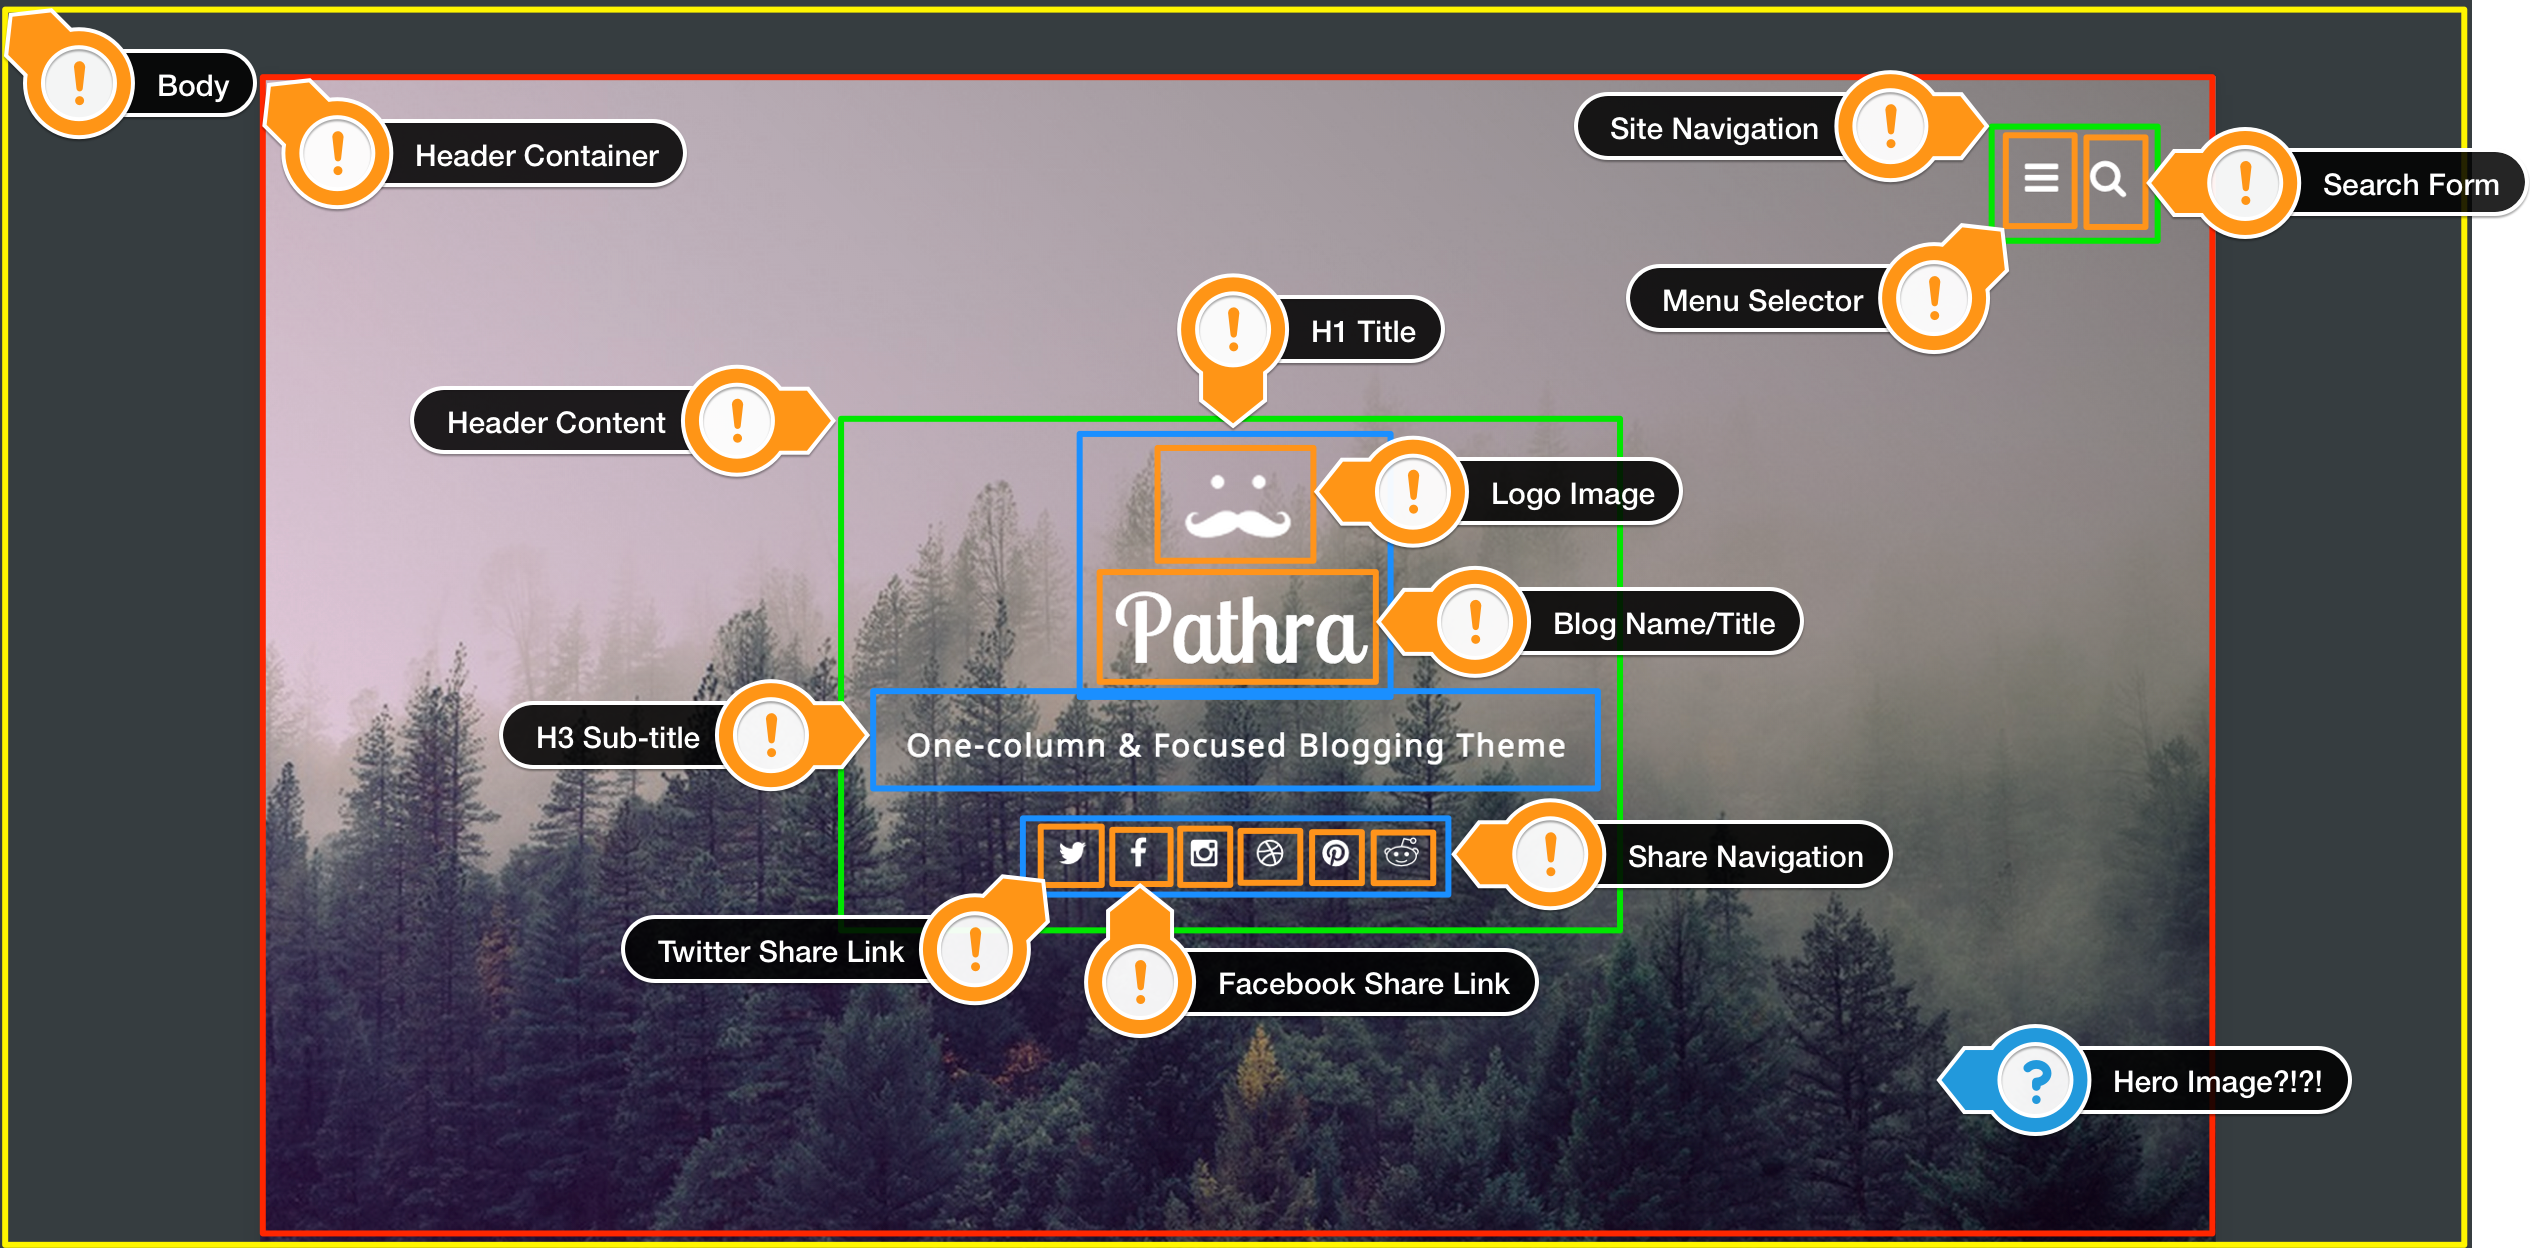 Body
Header Container
Site Navigation
Search Form
Menu Selector
H1 Title
Header Content
Logo Image
Pathra
Blog Name/Title
H3 Sub-title
One-column & Focused Blogging Theme
Share Navigation
Twitter Share Link
Facebook Share Link
Hero Image?!?!